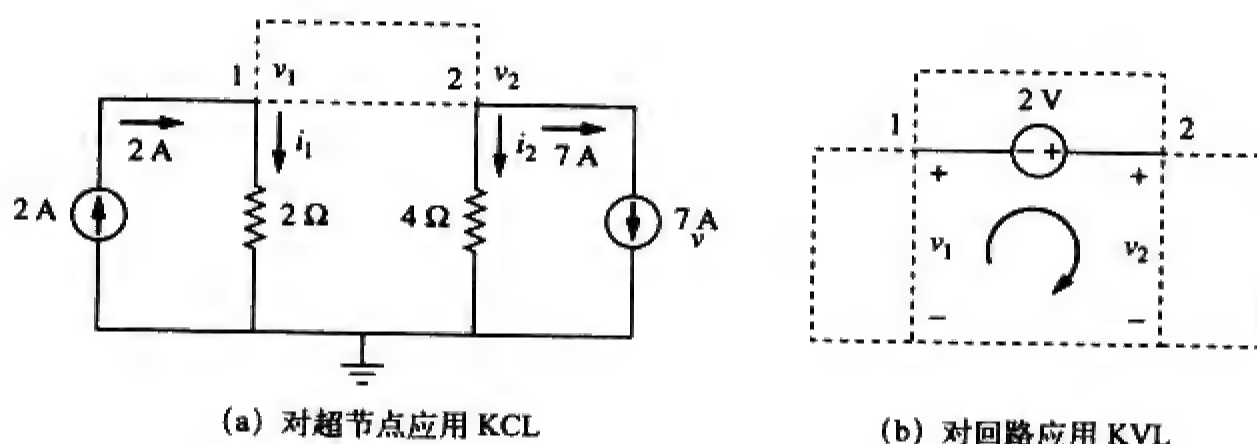 1 v₁ 2 v₂
2 A i₁ i₂ 7 A
2 A 2 Ω 4 Ω 7 A
v
(a) 对超节点应用 KCL
2 V
1 2
− +
+ +
v₁ v₂
− −
(b) 对回路应用 KVL